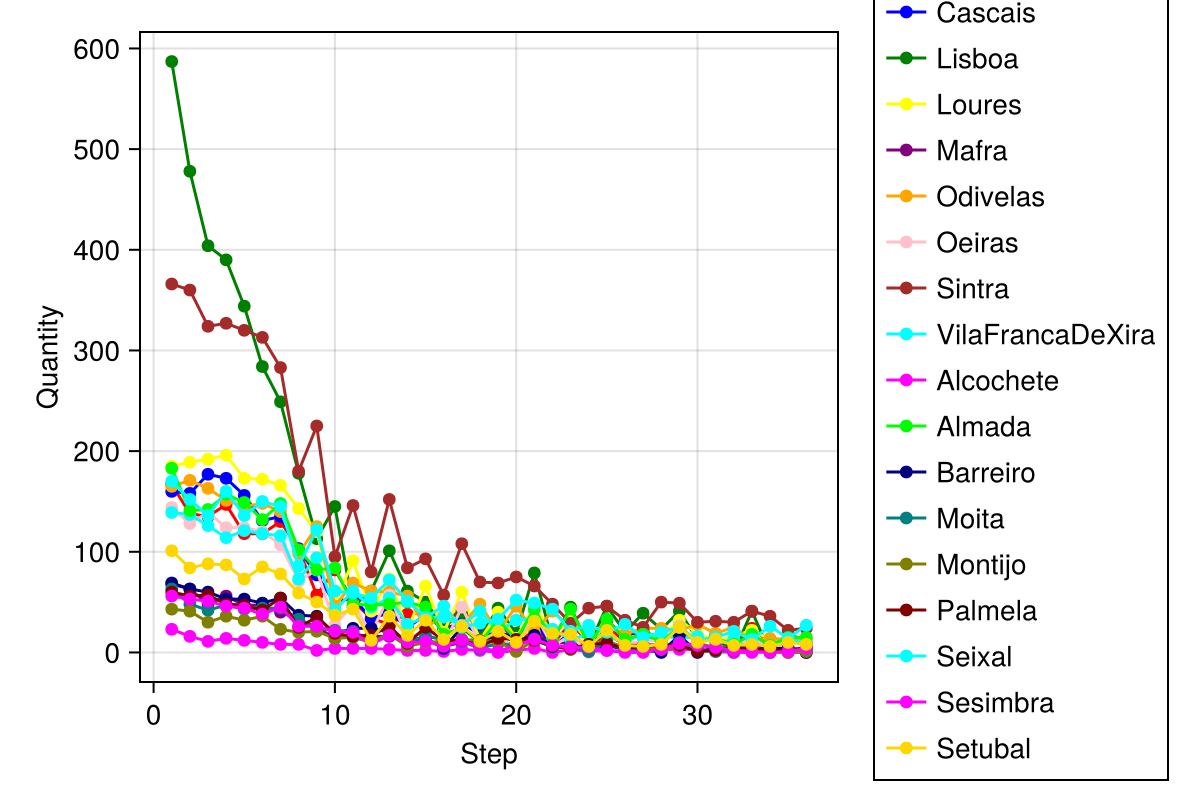 600
500
400
300
200
100
0
Quantity
0 10 20 30
Step
Cascais
Lisboa
Loures
Mafra
Odivelas
Oeiras
Sintra
VilaFrancaDeXira
Alcochete
Almada
Barreiro
Moita
Montijo
Palmela
Seixal
Sesimbra
Setubal